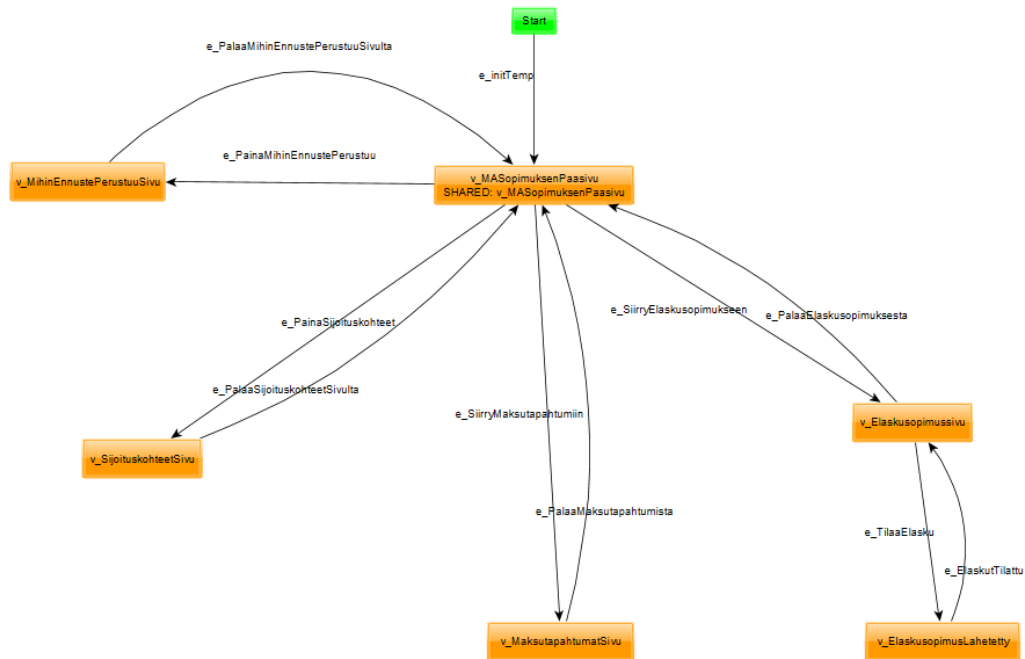 Start
e_PalaaMihinEnnustePerustuuSivulta
e_initTemp
e_PainaMihinEnnustePerustuu
v_MihinEnnustePerustuuSivu
v_MASopimuksenPaasivu
SHARED: v_MASopimuksenPaasivu
e_SiirryElaskusopimukseen
e_PalaaElaskusopimuksesta
e_PainaSijoituskohteet
e_PalaaSijoituskohteetSivulta
e_SiirryMaksutapahtumiin
v_Elaskusopimussivu
v_SijoituskohteetSivu
e_PalaaMaksutapahtumista
e_TilaaElasku
e_ElaskutTilattu
v_MaksutapahtumatSivu
v_ElaskusopimusLahetetty